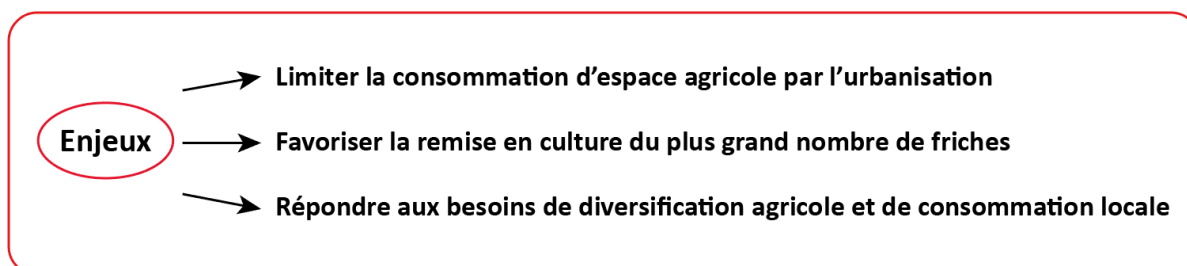 Limiter la consommation d’espace agricole par l’urbanisation
Enjeux
Favoriser la remise en culture du plus grand nombre de friches
Répondre aux besoins de diversification agricole et de consommation locale